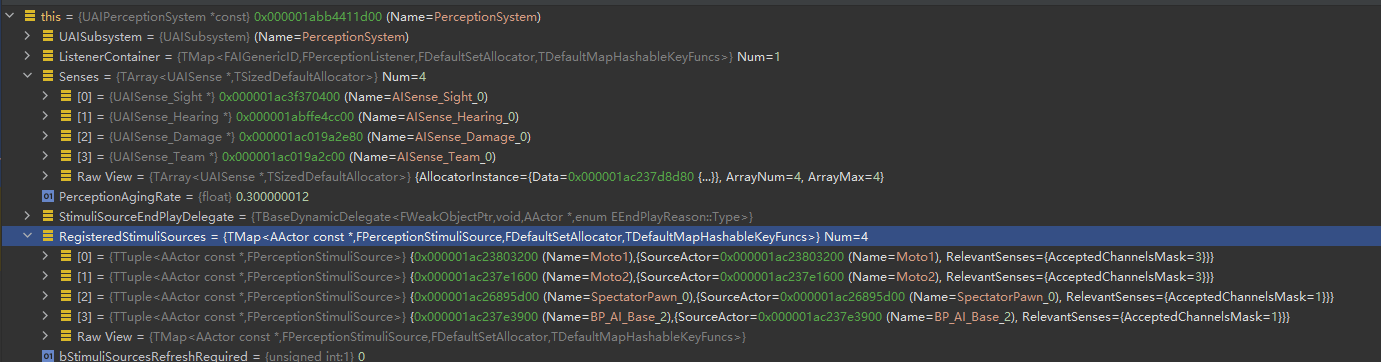 this = {UAIPerceptionSystem *const} 0x000001abb4411d00 (Name=PerceptionSystem)
UAISubsystem = {UAISubsystem} (Name=PerceptionSystem)
ListenerContainer = {TMap<FAIGenericID,FPerceptionListener,FDefaultSetAllocator,TDefaultMapHashableKeyFuncs>} Num=1
Senses = {TArray<UAISense *,TSizedDefaultAllocator>} Num=4
[0] = {UAISense_Sight *} 0x000001ac3f370400 (Name=AISense_Sight_0)
[1] = {UAISense_Hearing *} 0x000001abffe4cc00 (Name=AISense_Hearing_0)
[2] = {UAISense_Damage *} 0x000001ac019a2e80 (Name=AISense_Damage_0)
[3] = {UAISense_Team *} 0x000001ac019a2c00 (Name=AISense_Team_0)
Raw View = {TArray<UAISense *,TSizedDefaultAllocator>} {AllocatorInstance={Data=0x000001ac237d8d80 {...}}, ArrayNum=4, ArrayMax=4}
01 PerceptionAgingRate = {float} 0.300000012
StimuliSourceEndPlayDelegate = {TBaseDynamicDelegate<FWeakObjectPtr,void,AActor *,enum EEndPlayReason::Type>}
RegisteredStimuliSources = {TMap<AActor const *,FPerceptionStimuliSource,FDefaultSetAllocator,TDefaultMapHashableKeyFuncs>} Num=4
[0] = {TTuple<AActor const *,FPerceptionStimuliSource>} {0x000001ac23803200 (Name=Moto1),{SourceActor=0x000001ac23803200 (Name=Moto1), RelevantSenses={AcceptedChannelsMask=3}}}
[1] = {TTuple<AActor const *,FPerceptionStimuliSource>} {0x000001ac237e1600 (Name=Moto2),{SourceActor=0x000001ac237e1600 (Name=Moto2), RelevantSenses={AcceptedChannelsMask=3}}}
[2] = {TTuple<AActor const *,FPerceptionStimuliSource>} {0x000001ac26895d00 (Name=SpectatorPawn_0),{SourceActor=0x000001ac26895d00 (Name=SpectatorPawn_0), RelevantSenses={AcceptedChannelsMask=1}}}
[3] = {TTuple<AActor const *,FPerceptionStimuliSource>} {0x000001ac237e3900 (Name=BP_AI_Base_2),{SourceActor=0x000001ac237e3900 (Name=BP_AI_Base_2), RelevantSenses={AcceptedChannelsMask=1}}}
Raw View = {TMap<AActor const *,FPerceptionStimuliSource,FDefaultSetAllocator,TDefaultMapHashableKeyFuncs>}
01 bStimuliSourcesRefreshRequired = {unsigned int:1} 0